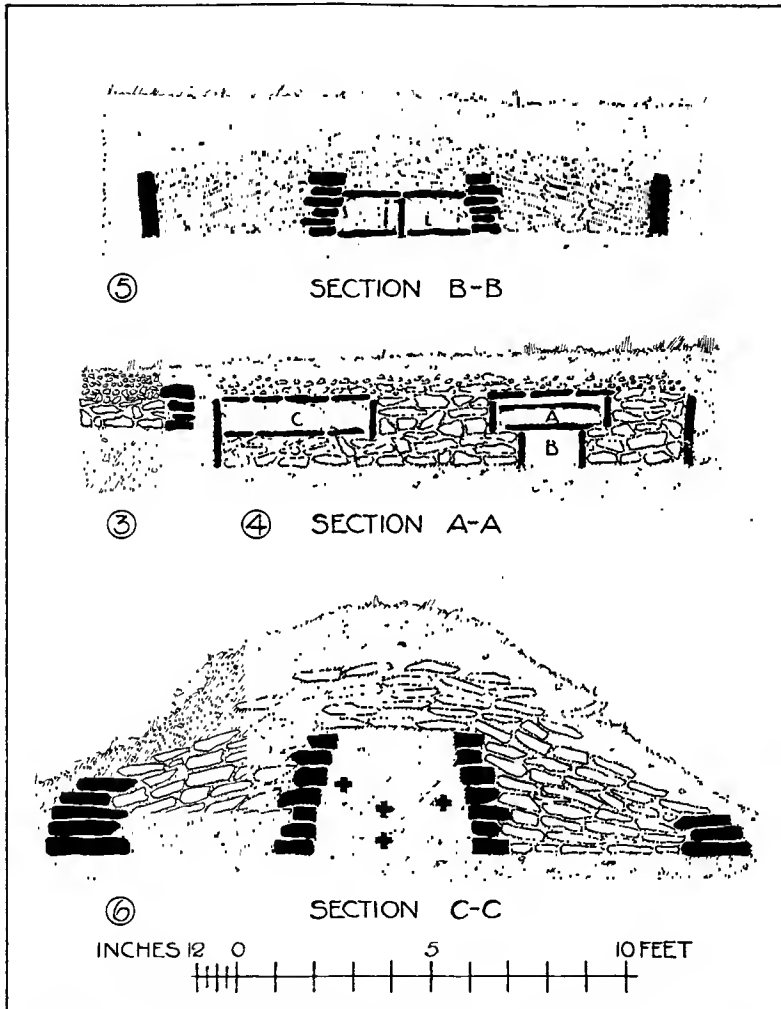 L
⑤ SECTION B-B
C A
B
③ ④ SECTION A-A
⑥ SECTION C-C
INCHES 12 0 5 10 FEET